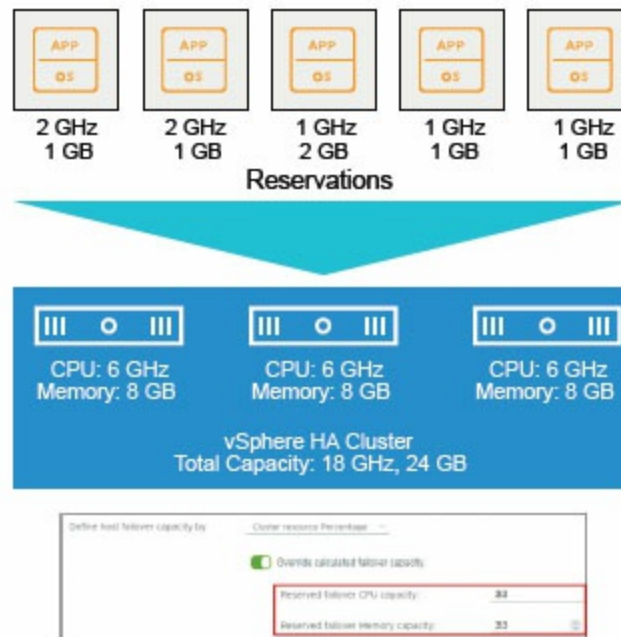 APP APP APP APP APP
OS OS OS OS OS
2 GHz 2 GHz 1 GHz 1 GHz 1 GHz
1 GB 1 GB 2 GB 1 GB 1 GB
Reservations
CPU: 6 GHz CPU: 6 GHz CPU: 6 GHz
Memory: 8 GB Memory: 8 GB Memory: 8 GB
vSphere HA Cluster
Total Capacity: 18 GHz, 24 GB
Define host failover capacity by Cluster resource Percentage
Override calculated failover capacity.
Reserved failover CPU capacity:
Reserved failover Memory capacity: 33